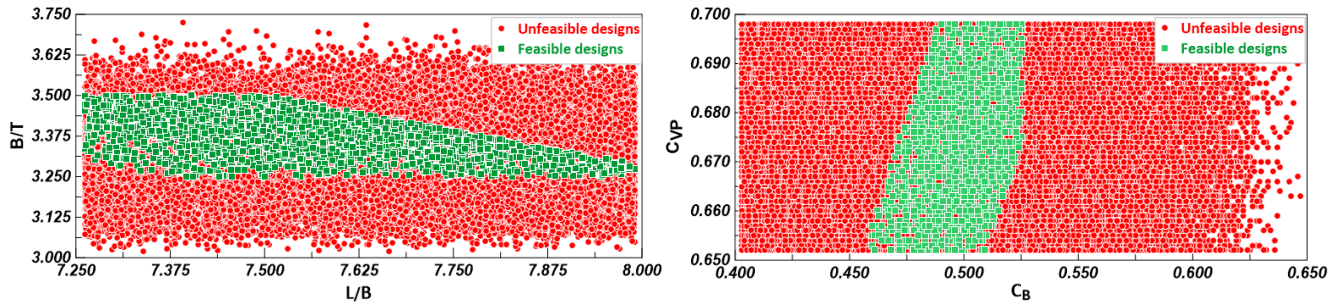 3.750
Unfeasible designs
Feasible designs
3.625
3.500
B/T
3.375
3.250
3.125
3.000
7.250 7.375 7.500 7.625 7.750 7.875 8.000
L/B
0.700
Unfeasible designs
Feasible designs
0.690
0.680
CVP
0.670
0.660
0.650
0.400 0.450 0.500 0.550 0.600 0.650
CB